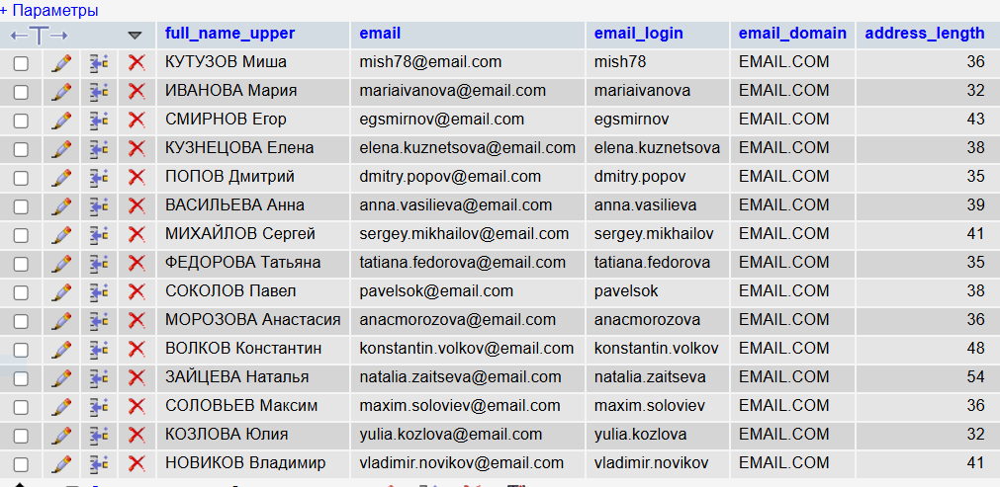 + Параметры
full_name_upper email email_login email_domain address_length
КУТУЗОВ Миша mish78@email.com mish78 EMAIL.COM 36
ИВАНОВА Мария mariaivanova@email.com mariaivanova EMAIL.COM 32
СМИРНОВ Егор egsmirnov@email.com egsmirnov EMAIL.COM 43
КУЗНЕЦОВА Елена elena.kuznetsova@email.com elena.kuznetsova EMAIL.COM 38
ПОПОВ Дмитрий dmitry.popov@email.com dmitry.popov EMAIL.COM 35
ВАСИЛЬЕВА Анна anna.vasilieva@email.com anna.vasilieva EMAIL.COM 39
МИХАЙЛОВ Сергей sergey.mikhailov@email.com sergey.mikhailov EMAIL.COM 41
ФЕДОРОВА Татьяна tatiana.fedorova@email.com tatiana.fedorova EMAIL.COM 35
СОКОЛОВ Павел pavelsok@email.com pavelsok EMAIL.COM 38
МОРОЗОВА Анастасия anacmorozova@email.com anacmorozova EMAIL.COM 36
ВОЛКОВ Константин konstantin.volkov@email.com konstantin.volkov EMAIL.COM 48
ЗАЙЦЕВА Наталья natalia.zaitseva@email.com natalia.zaitseva EMAIL.COM 54
СОЛОВЬЕВ Максим maxim.soloviev@email.com maxim.soloviev EMAIL.COM 36
КОЗЛОВА Юлия yulia.kozlova@email.com yulia.kozlova EMAIL.COM 32
НОВИКОВ Владимир vladimir.novikov@email.com vladimir.novikov EMAIL.COM 41